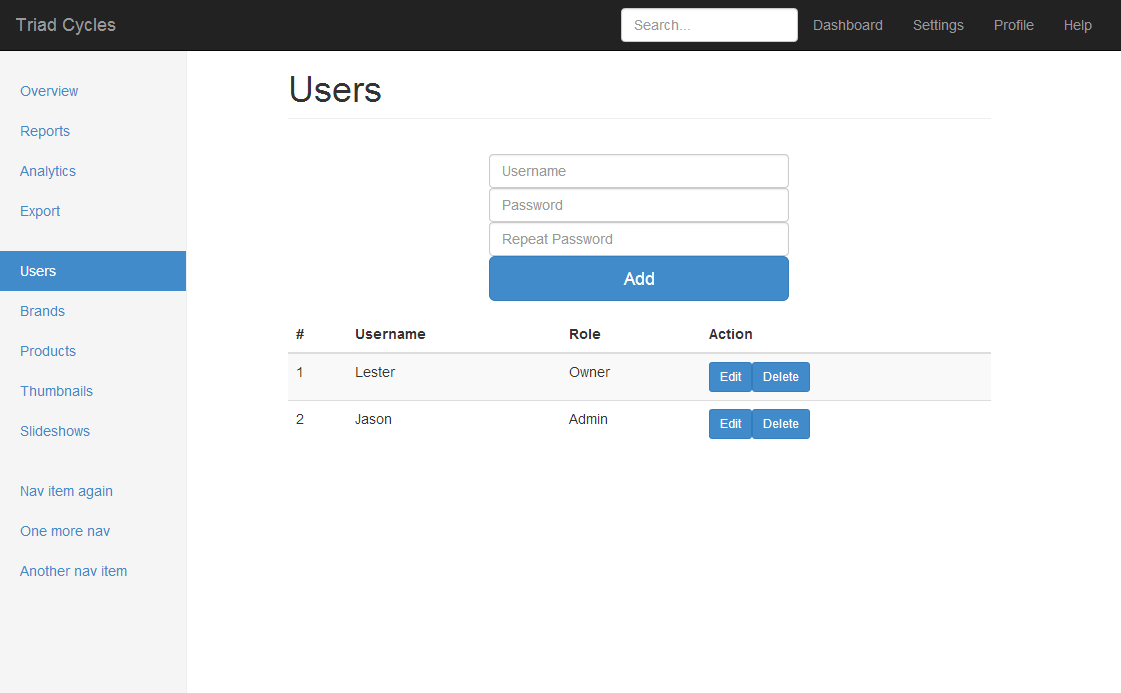 Triad Cycles Search... Dashboard Settings Profile Help
Overview
Reports
Analytics
Export
Users
Brands
Products
Thumbnails
Slideshows
Nav item again
One more nav
Another nav item
Users
Username
Password
Repeat Password
Add
# Username Role Action
1 Lester Owner Edit Delete
2 Jason Admin Edit Delete